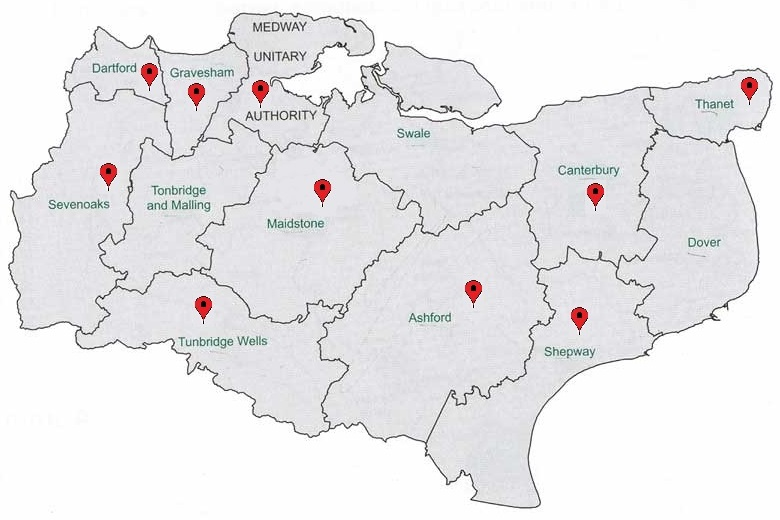 MEDWAY
UNITARY
AUTHORITY
Dartford
Gravesham
Thanet
Swale
Canterbury
Sevenoaks
Tonbridge
and Malling
Maidstone
Dover
Ashford
Tunbridge Wells
Shepway